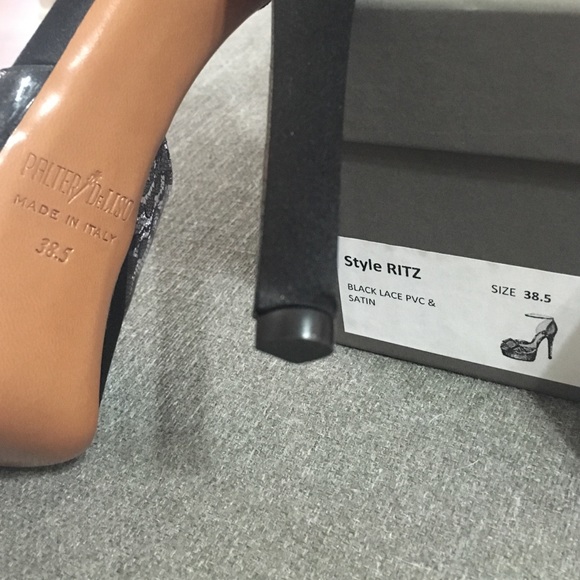 PALTER DELISO
MADE IN ITALY
38.5
Style RITZ
SIZE 38.5
BLACK LACE PVC &
SATIN